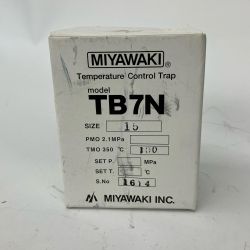 MIYAWAKI®
Temperature Control Trap
model
TB7N
SIZE 15
PMO 2.1MPa
TMO 350 ℃
SET P. MPa
SET T. ℃
S.No 1614
MIYAWAKI INC.